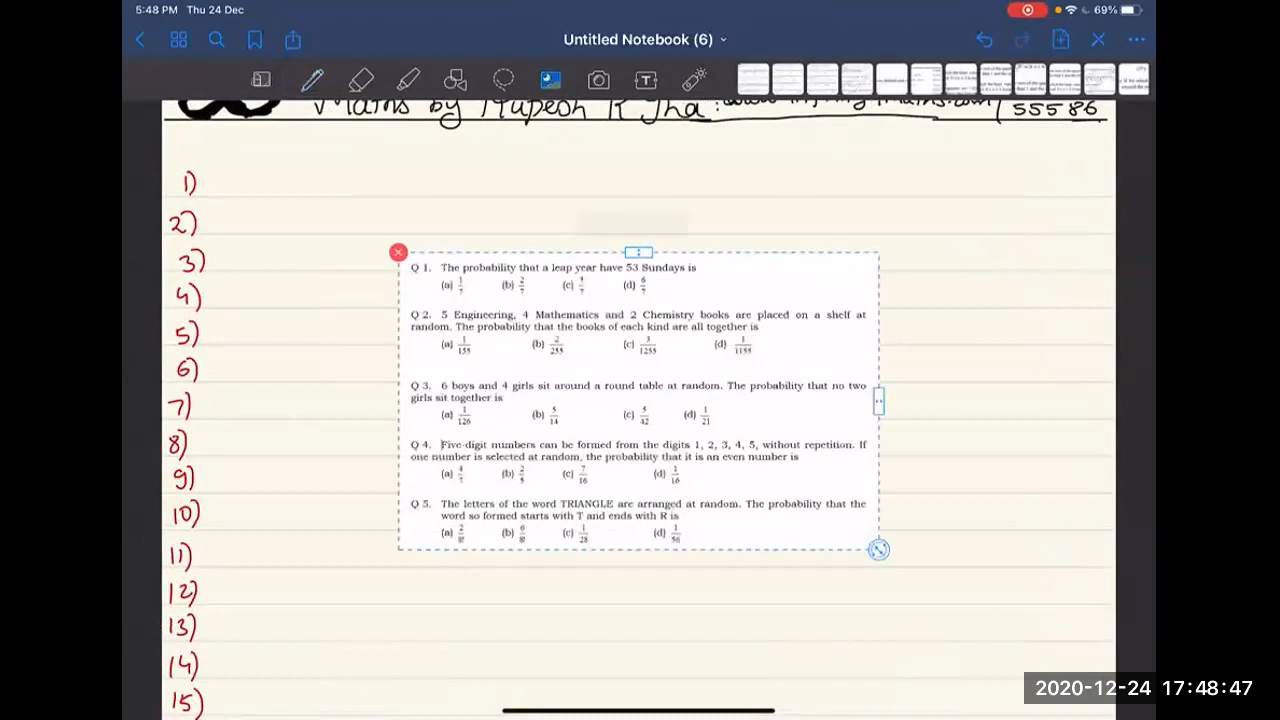 5:48 PM Thu 24 Dec
69%
Untitled Notebook (6)
Maths by Rupesh R Jha :
55586
1)
2)
3)
4)
5)
6)
7)
8)
9)
10)
11)
12)
13)
14)
15)
Q 1. The probability that a leap year have 53 Sundays is
(a) 1/7 (b) 2/7 (c) /7 (d) 6/7
Q 2. 5 Engineering, 4 Mathematics and 2 Chemistry books are placed on a shelf at
random. The probability that the books of each kind are all together is
(a) 1/155 (b) 2/255 (c) 3/1255 (d) 1/1155
Q 3. 6 boys and 4 girls sit around a round table at random. The probability that no two
girls sit together is
(a) 1/126 (b) 5/14 (c) 5/42 (d) 1/21
Q 4. Five-digit numbers can be formed from the digits 1, 2, 3, 4, 5, without repetition. If
one number is selected at random, the probability that it is an even number is
(a) (b) 2/5 (c) 7/16 (d) 1/16
Q 5. The letters of the word TRIANGLE are arranged at random. The probability that the
word so formed starts with T and ends with R is
(a) 2/8! (b) 6/8! (c) 1/28 (d) 1/56
2020-12-24 17:48:47